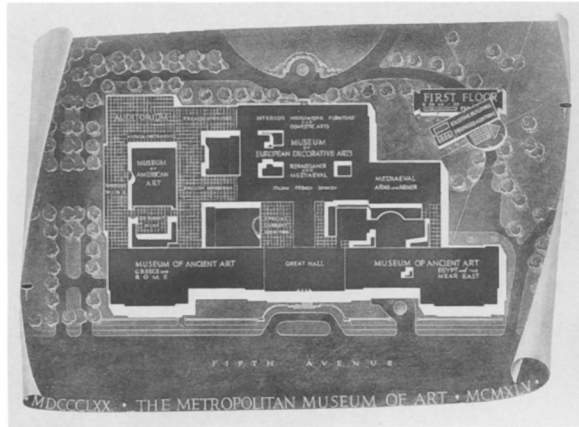 AUDITORIUM
FIRST FLOOR
INTERIORS WOODWORK FURNITURE
AND
DOMESTIC ARTS
MUSEUM
OF
EUROPEAN DECORATIVE ARTS
RENAISSANCE
AND
MEDIAEVAL
ITALIAN FRENCH SPANISH
MUSEUM
OF
AMERICAN
ART
MEDIAEVAL
ARMS AND ARMOR
SPECIAL
MUSEUM OF ANCIENT ART
GREECE AND
ROME
GREAT HALL
MUSEUM OF ANCIENT ART
EGYPT AND THE
NEAR EAST
FIFTH AVENUE
MDCCCLXX • THE METROPOLITAN MUSEUM OF ART • MCMXLV •